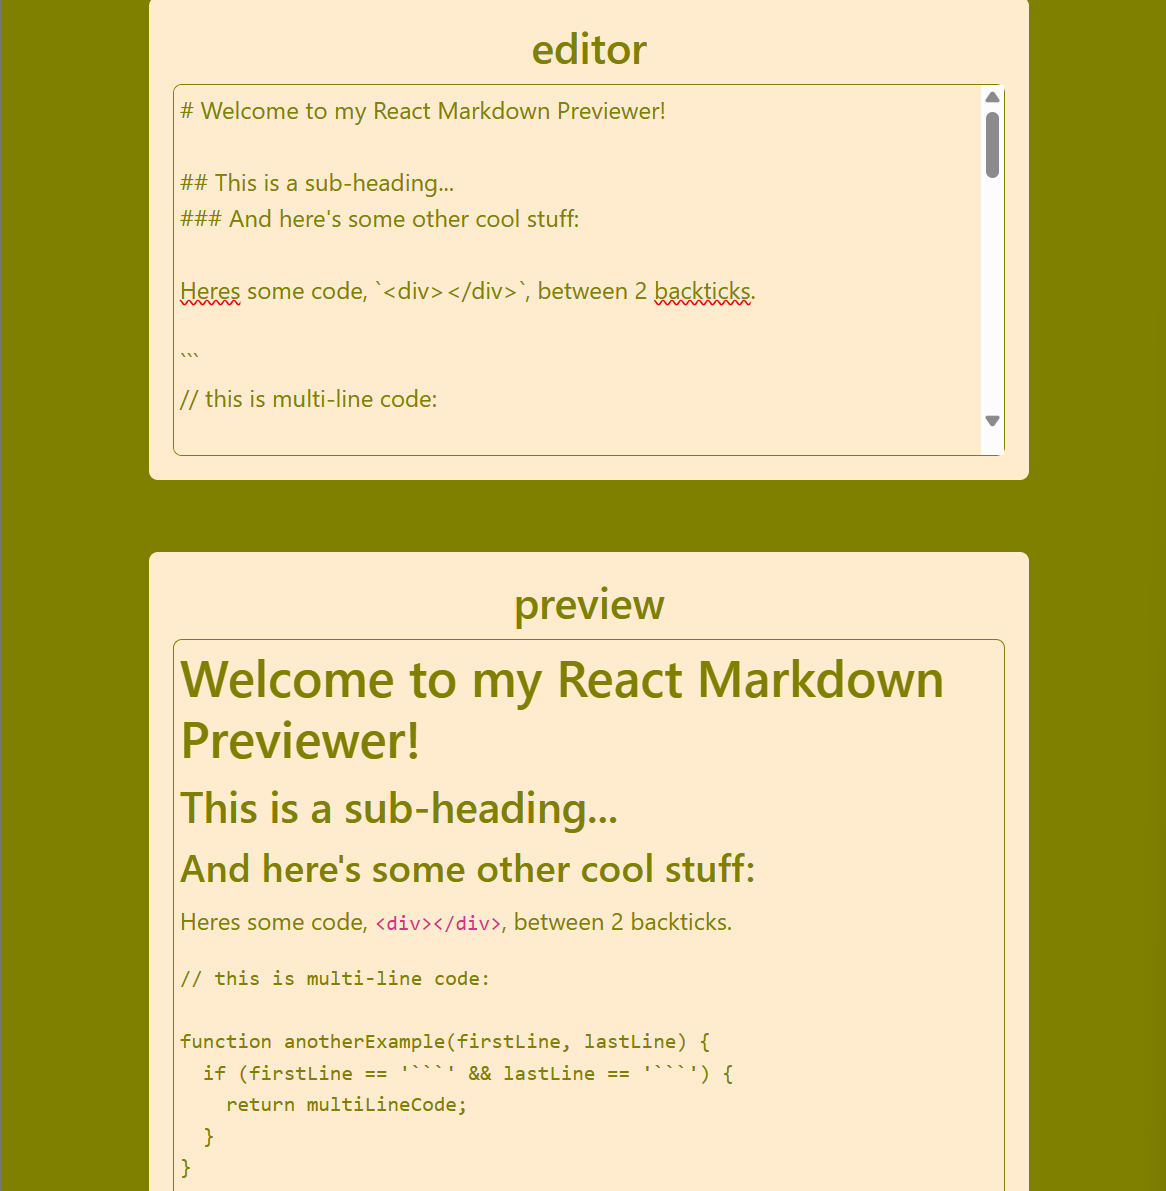 editor
# Welcome to my React Markdown Previewer!
## This is a sub-heading...
### And here's some other cool stuff:
Heres some code, `<div></div>`, between 2 backticks.
```
// this is multi-line code:
preview
Welcome to my React Markdown
Previewer!
This is a sub-heading...
And here's some other cool stuff:
Heres some code, <div></div>, between 2 backticks.
// this is multi-line code:
function anotherExample(firstLine, lastLine) {
  if (firstLine == '```' && lastLine == '```') {
    return multiLineCode;
  }
}